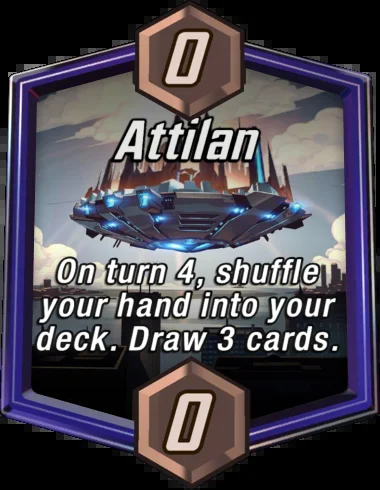 0
Attilan
On turn 4, shuffle
your hand into your
deck. Draw 3 cards.
0